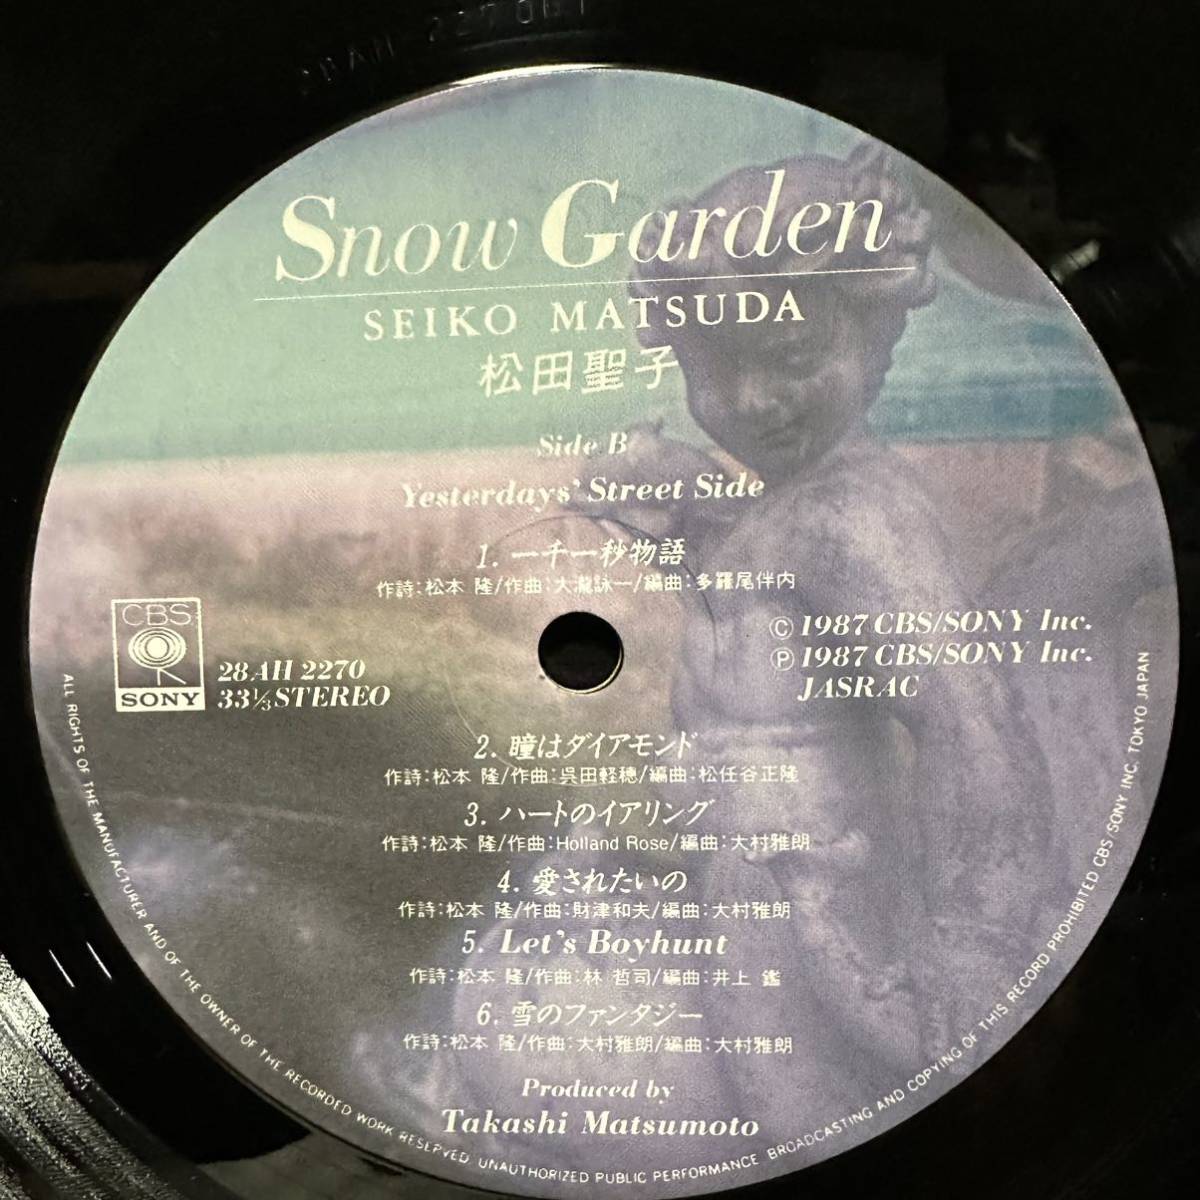 Snow Garden
SEIKO MATSUDA
松田聖子
Side B
Yesterdays' Street Side
1. 一千一秒物語
作詩:松本 隆/作曲:大瀧詠一/編曲:多羅尾伴内
CBS
SONY
28AH 2270
33⅓ STEREO
Ⓒ 1987 CBS/SONY Inc.
Ⓟ 1987 CBS/SONY Inc.
JASRAC
2. 瞳はダイアモンド
作詩:松本 隆/作曲:呉田軽穂/編曲:松任谷正隆
3. ハートのイアリング
作詩:松本 隆/作曲:Holland Rose/編曲:大村雅朗
4. 愛されたいの
作詩:松本 隆/作曲:財津和夫/編曲:大村雅朗
5. Let's Boyhunt
作詩:松本 隆/作曲:林 哲司/編曲:井上 鑑
6. 雪のファンタジー
作詩:松本 隆/作曲:大村雅朗/編曲:大村雅朗
Produced by
Takashi Matsumoto
ALL RIGHTS OF THE MANUFACTURER AND OF THE OWNER OF THE RECORDED WORK RESERVED. UNAUTHORIZED PUBLIC PERFORMANCE BROADCASTING AND COPYING OF THIS RECORD PROHIBITED CBS SONY INC. TOKYO JAPAN